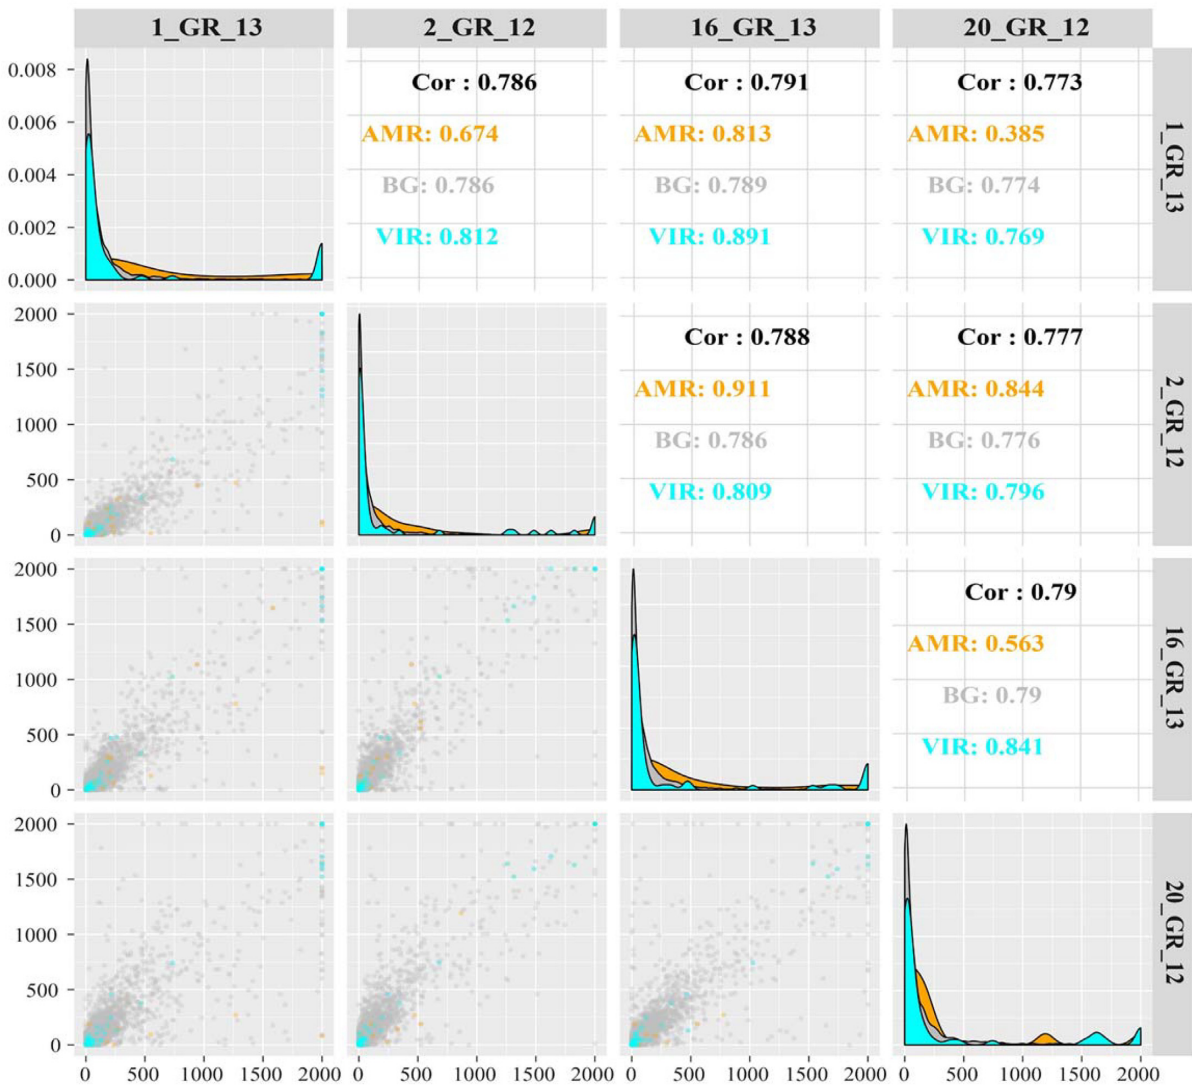 1_GR_13 2_GR_12 16_GR_13 20_GR_12
0.008
0.006
0.004
0.002
0.000
Cor : 0.786
AMR: 0.674
BG: 0.786
VIR: 0.812
Cor : 0.791
AMR: 0.813
BG: 0.789
VIR: 0.891
Cor : 0.773
AMR: 0.385
BG: 0.774
VIR: 0.769
1_GR_13
2000
1500
1000
500
0
Cor : 0.788
AMR: 0.911
BG: 0.786
VIR: 0.809
Cor : 0.777
AMR: 0.844
BG: 0.776
VIR: 0.796
2_GR_12
2000
1500
1000
500
0
Cor : 0.79
AMR: 0.563
BG: 0.79
VIR: 0.841
16_GR_13
2000
1500
1000
500
0
20_GR_12
0 500 1000 1500 2000 0 500 1000 1500 2000 0 500 1000 1500 2000 0 500 1000 1500 2000